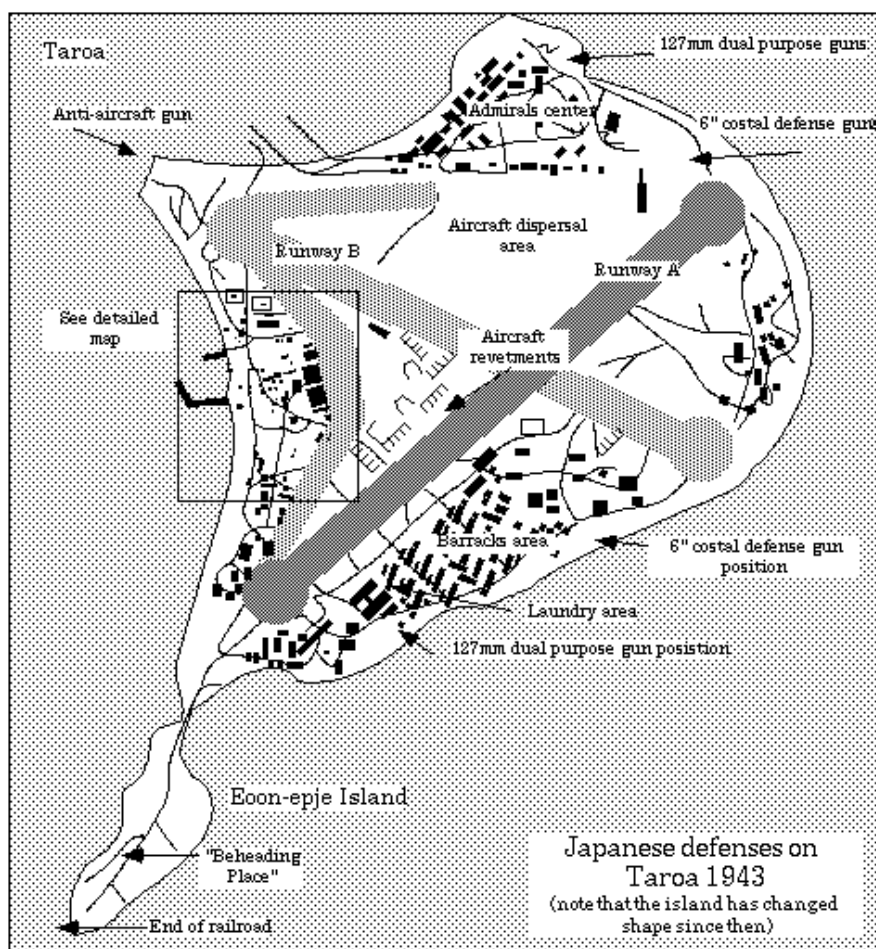 Taroa
127mm dual purpose guns
Anti-aircraft gun
Admirals center
6" costal defense guns
Aircraft dispersal
area
Runway B
Runway A
See detailed
map
Aircraft
revetments
Barracks area
6" costal defense gun
position
Laundry area
127mm dual purpose gun posistion
Eoon-epje Island
"Beheading
Place"
End of railroad
Japanese defenses on
Taroa 1943
(note that the island has changed
shape since then)